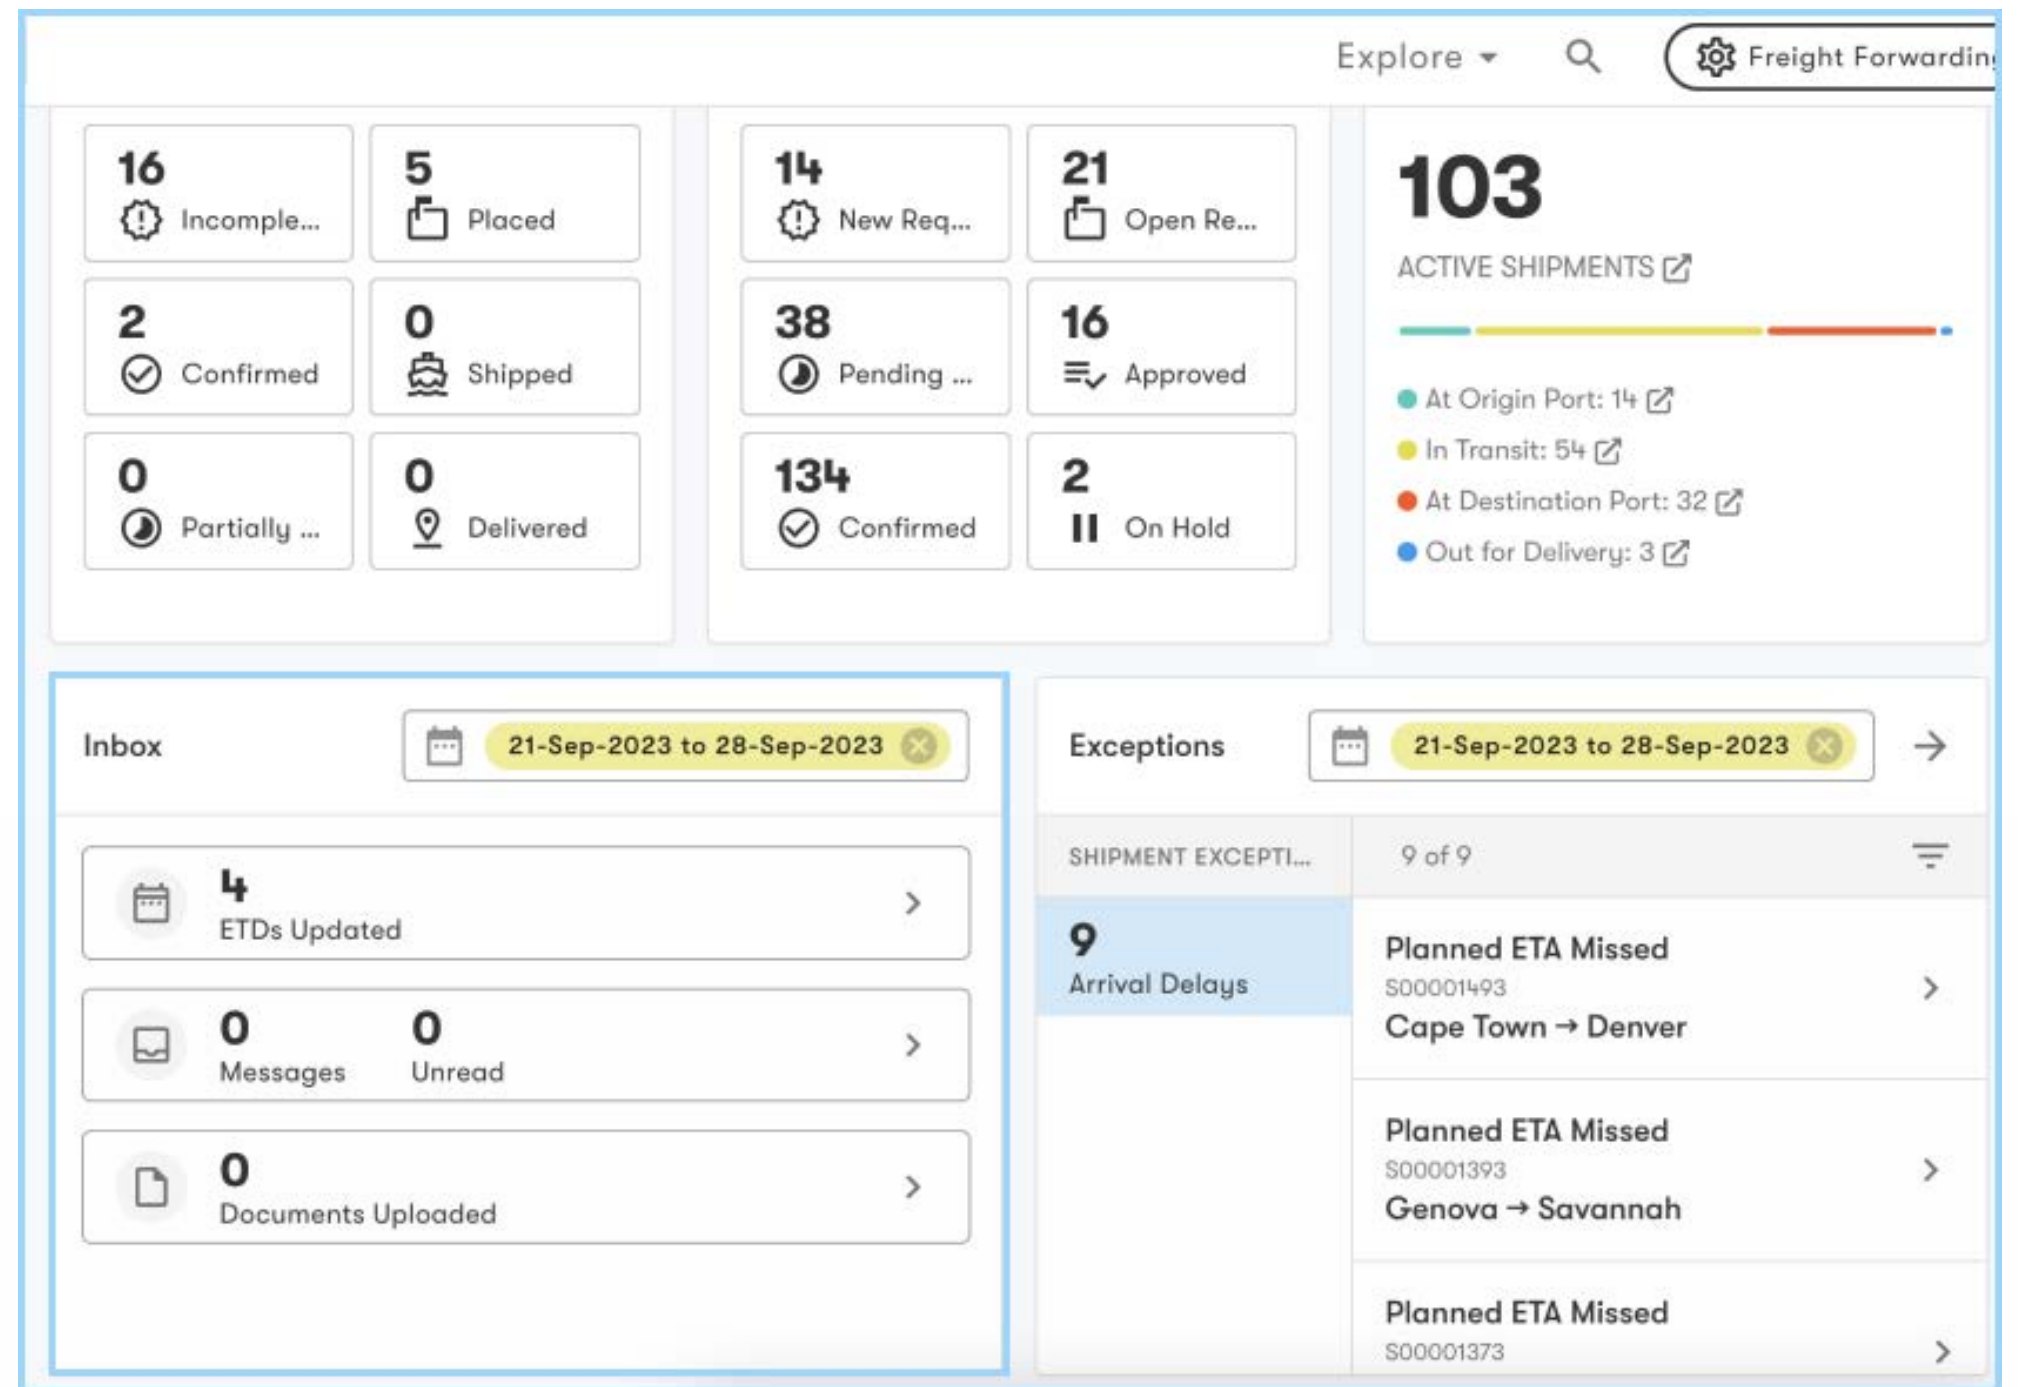 Explore
Freight Forwarding
16
Incomple...
5
Placed
2
Confirmed
0
Shipped
0
Partially ...
0
Delivered
14
New Req...
21
Open Re...
38
Pending ...
16
Approved
134
Confirmed
2
On Hold
103
ACTIVE SHIPMENTS
At Origin Port: 14
In Transit: 54
At Destination Port: 32
Out for Delivery: 3
Inbox
21-Sep-2023 to 28-Sep-2023
4
ETDs Updated
0
Messages
0
Unread
0
Documents Uploaded
Exceptions
21-Sep-2023 to 28-Sep-2023
SHIPMENT EXCEPTI...
9 of 9
9
Arrival Delays
Planned ETA Missed
S00001493
Cape Town → Denver
Planned ETA Missed
S00001393
Genova → Savannah
Planned ETA Missed
S00001373